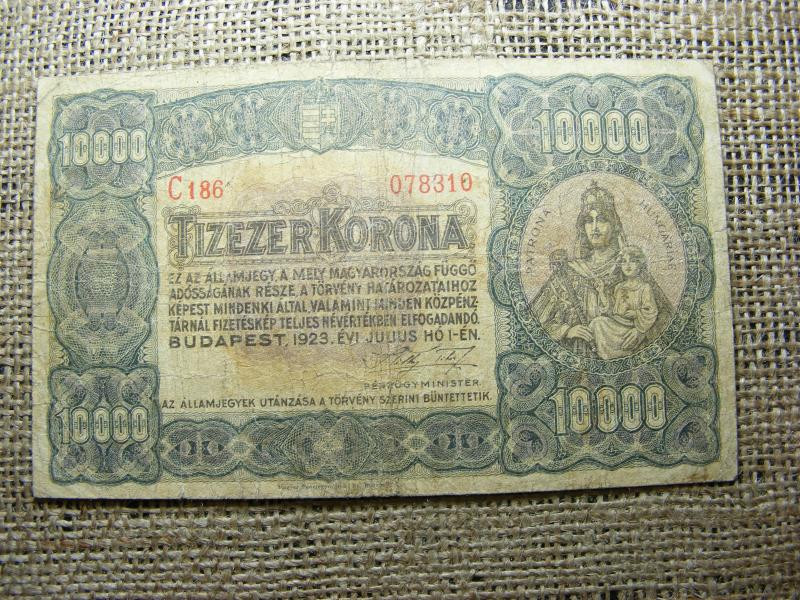 10000
10000
C 186
078310
TÍZEZER KORONA
PATRONA HUNGARIAE
EZ AZ ÁLLAMJEGY, A MELY MAGYARORSZÁG FÜGGŐ
ADÓSSÁGÁNAK RÉSZE, A TÖRVÉNY HATÁROZATAIHOZ
KÉPEST MINDENKI ÁLTAL, VALAMINT MINDEN KÖZPÉNZ-
TÁRNÁL FIZETÉSKÉP TELJES NÉVÉRTÉKBEN ELFOGADANDÓ.
BUDAPEST, 1923. ÉVI JULIUS HÓ 1-ÉN.
PÉNZÜGYMINISTER.
AZ ÁLLAMJEGYEK UTÁNZÁSA A TÖRVÉNY SZERINT BÜNTETTETIK.
10000
10000